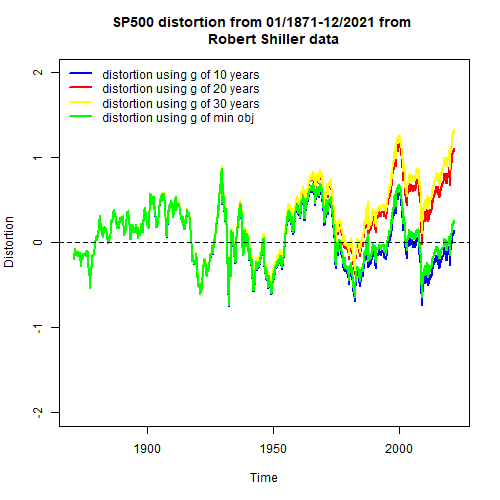 SP500 distortion from 01/1871-12/2021 from
Robert Shiller data
distortion using g of 10 years
distortion using g of 20 years
distortion using g of 30 years
distortion using g of min obj
Distortion
2
1
0
-1
-2
1900
1950
2000
Time